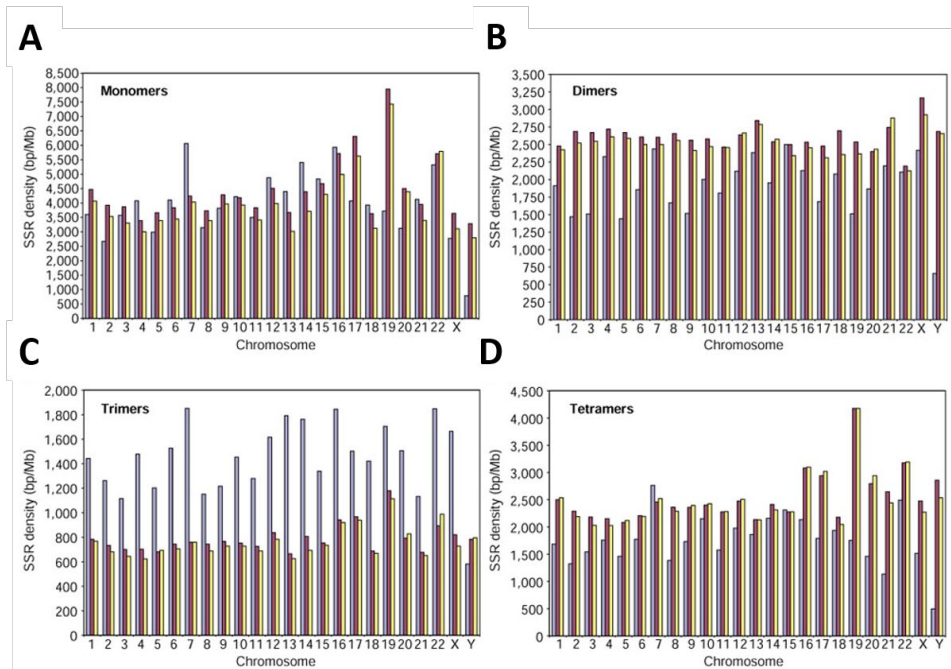 A
Monomers
SSR density (bp/Mb)
8,500
8,000
7,500
7,000
6,500
6,000
5,500
5,000
4,500
4,000
3,500
3,000
2,500
2,000
1,500
1,000
500
0
1 2 3 4 5 6 7 8 9 10 11 12 13 14 15 16 17 18 19 20 21 22 X Y
Chromosome
B
Dimers
SSR density (bp/Mb)
3,500
3,250
3,000
2,750
2,500
2,250
2,000
1,750
1,500
1,250
1,000
750
500
250
0
1 2 3 4 5 6 7 8 9 10 11 12 13 14 15 16 17 18 19 20 21 22 X Y
Chromosome
C
Trimers
SSR density (bp/Mb)
2,000
1,800
1,600
1,400
1,200
1,000
800
600
400
200
0
1 2 3 4 5 6 7 8 9 10 11 12 13 14 15 16 17 18 19 20 21 22 X Y
Chromosome
D
Tetramers
SSR density (bp/Mb)
4,500
4,000
3,500
3,000
2,500
2,000
1,500
1,000
500
0
1 2 3 4 5 6 7 8 9 10 11 12 13 14 15 16 17 18 19 20 21 22 X Y
Chromosome